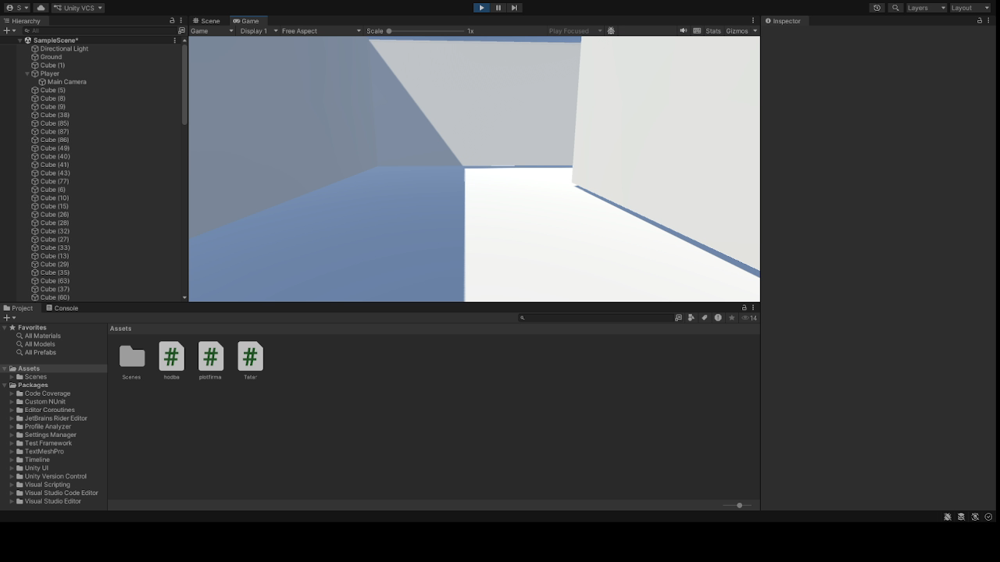 S
Unity VCS
Layers
Layout
Hierarchy
Scene
Game
Inspector
All
Game
Display 1
Free Aspect
Scale
1x
Play Focused
Stats
Gizmos
SampleScene*
Directional Light
Ground
Cube (1)
Player
Main Camera
Cube (5)
Cube (8)
Cube (9)
Cube (38)
Cube (85)
Cube (87)
Cube (86)
Cube (49)
Cube (40)
Cube (41)
Cube (43)
Cube (77)
Cube (6)
Cube (10)
Cube (15)
Cube (26)
Cube (28)
Cube (32)
Cube (27)
Cube (33)
Cube (13)
Cube (29)
Cube (35)
Cube (63)
Cube (37)
Cube (60)
Project
Console
14
Favorites
All Materials
All Models
All Prefabs
Assets
Scenes
Packages
Code Coverage
Custom NUnit
Editor Coroutines
JetBrains Rider Editor
Profile Analyzer
Settings Manager
Test Framework
TextMeshPro
Timeline
Unity UI
Unity Version Control
Visual Scripting
Visual Studio Code Editor
Visual Studio Editor
Assets
Scenes
hodba
plotfirma
Tatar